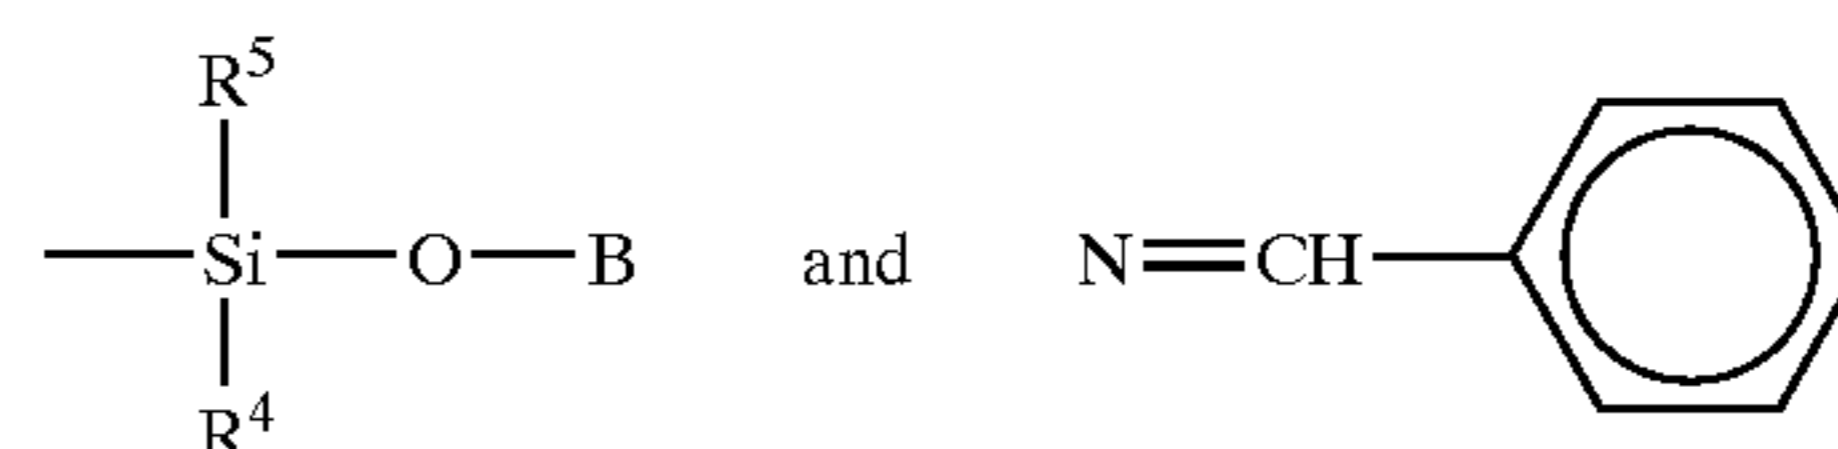 R⁵
Si O B and N CH
R⁴